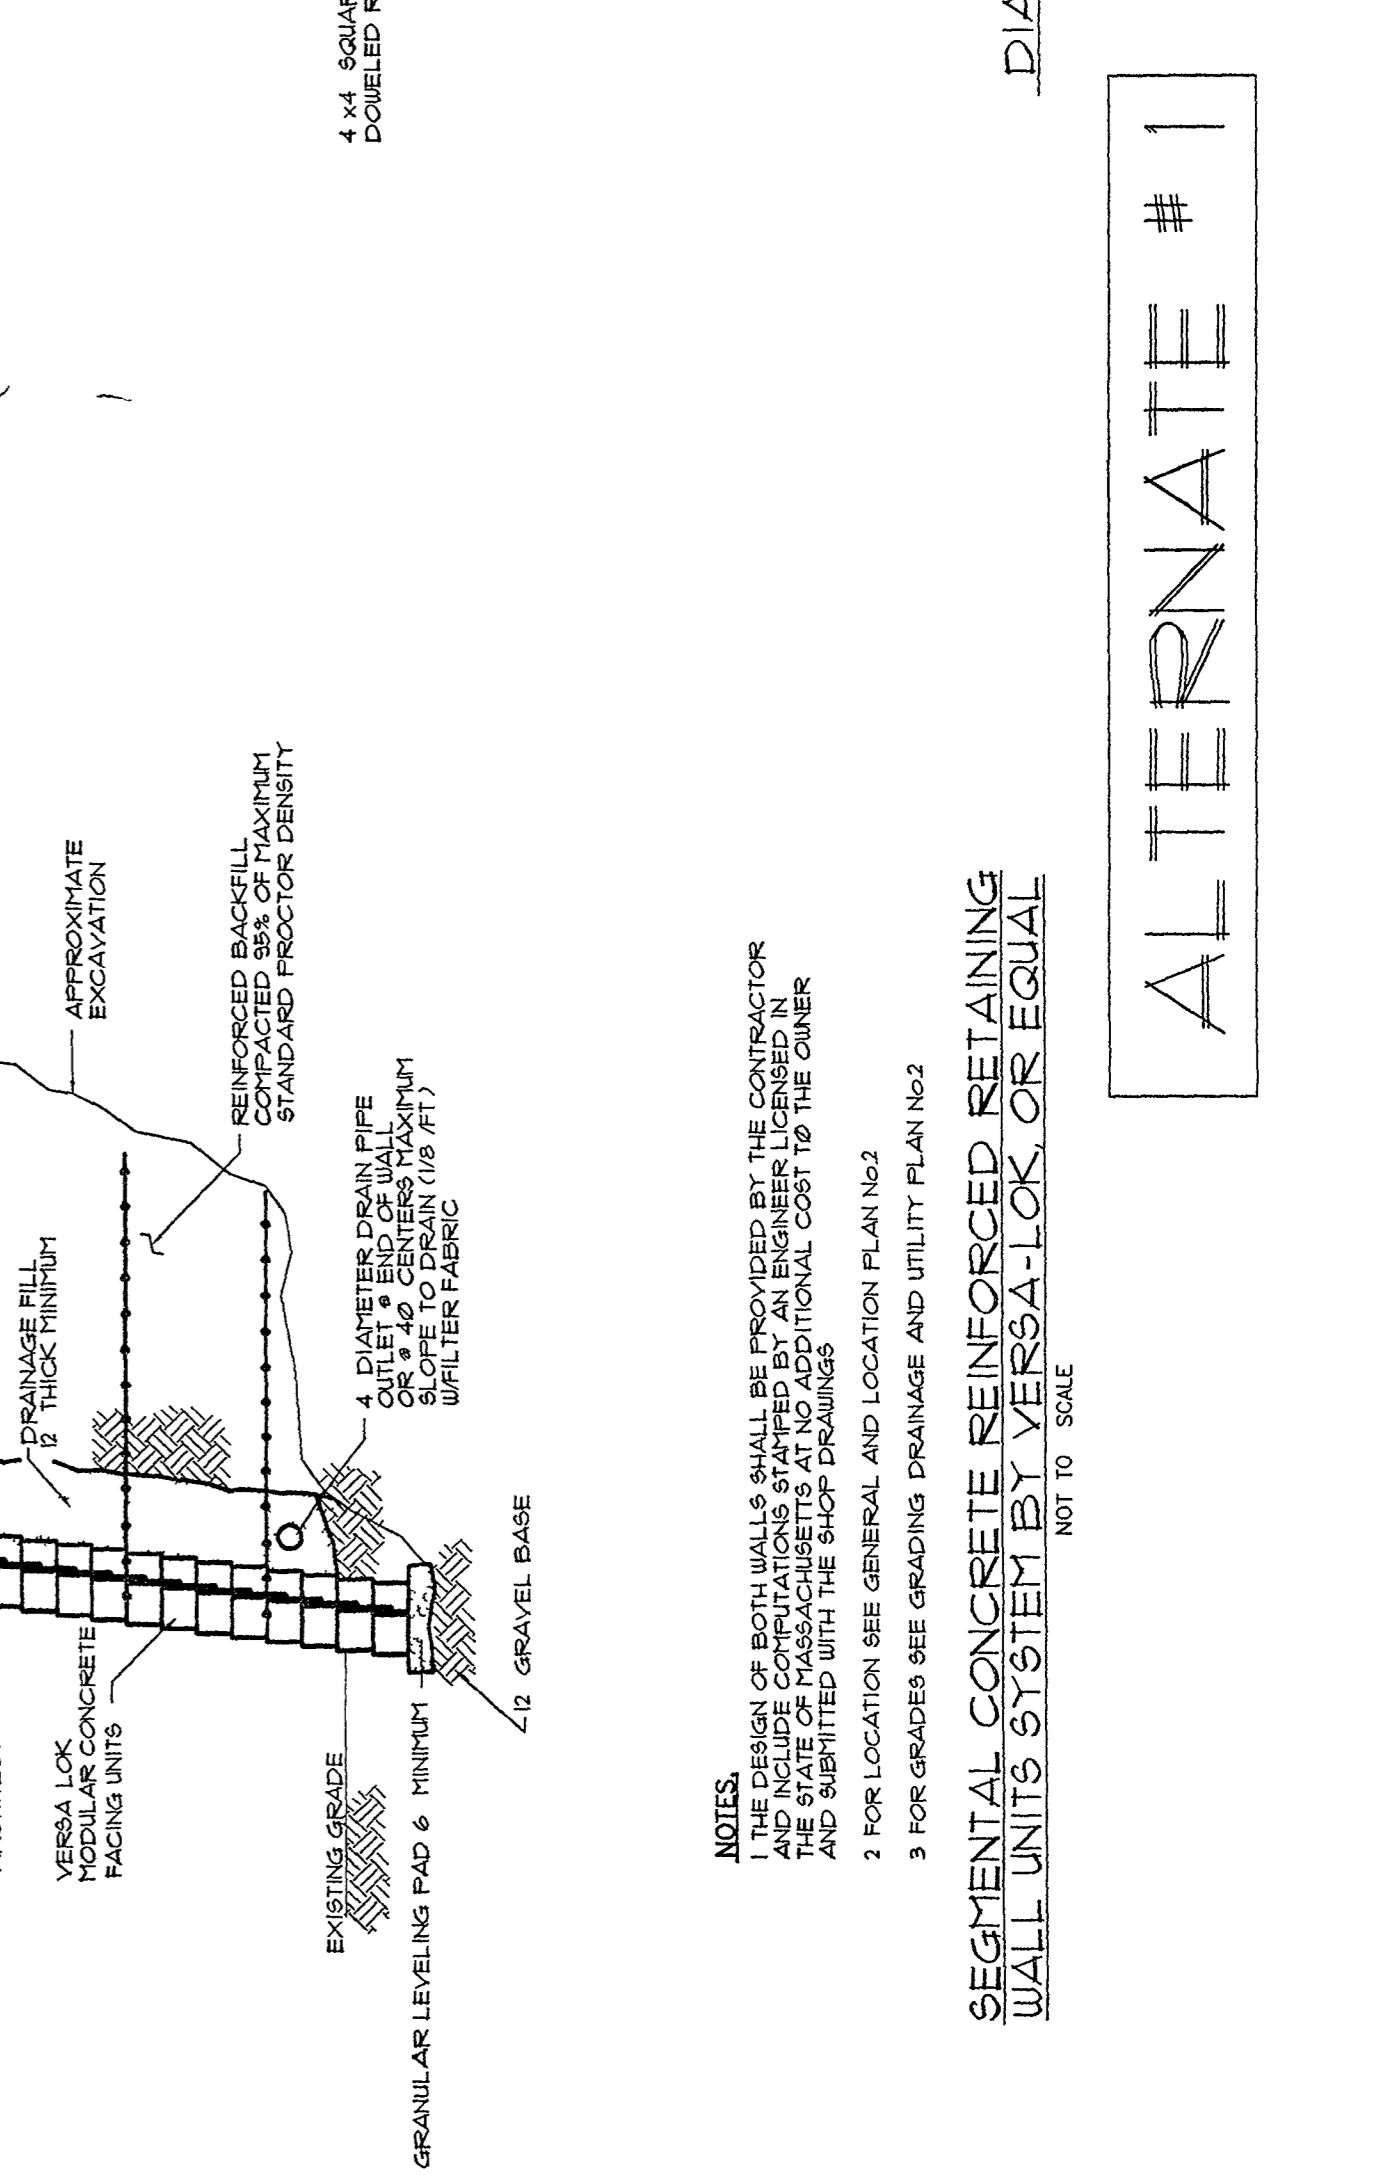 4 x4 SQUAR
DOWELED R
DRAINAGE FILL
12 THICK MINIMUM
APPROXIMATE
EXCAVATION
REINFORCED BACKFILL
COMPACTED 95% OF MAXIMUM
STANDARD PROCTOR DENSITY
4 DIAMETER DRAIN PIPE
OUTLET @ END OF WALL
OR @ 40 CENTERS MAXIMUM
SLOPE TO DRAIN (1/8 /FT)
W/FILTER FABRIC
VERSA LOK
MODULAR CONCRETE
FACING UNITS
EXISTING GRADE
GRANULAR LEVELING PAD 6 MINIMUM
12 GRAVEL BASE
NOTES.
1 THE DESIGN OF BOTH WALLS SHALL BE PROVIDED BY THE CONTRACTOR
AND INCLUDE COMPUTATIONS STAMPED BY AN ENGINEER LICENSED IN
THE STATE OF MASSACHUSETTS AT NO ADDITIONAL COST TO THE OWNER
AND SUBMITTED WITH THE SHOP DRAWINGS
2 FOR LOCATION SEE GENERAL AND LOCATION PLAN No.2
3 FOR GRADES SEE GRADING DRAINAGE AND UTILITY PLAN No.2
SEGMENTAL CONCRETE REINFORCED RETAINING
WALL UNITS SYSTEM BY VERSA-LOK, OR EQUAL
NOT TO SCALE
DIA
ALTERNATE # 1